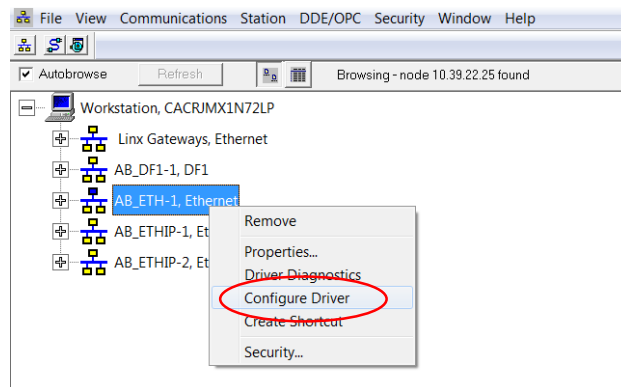 File View Communications Station DDE/OPC Security Window Help
Autobrowse Refresh Browsing - node 10.39.22.25 found
Workstation, CACRJMX1N72LP
Linx Gateways, Ethernet
AB_DF1-1, DF1
AB_ETH-1, Ethernet
Remove
AB_ETHIP-1, Et
Properties...
AB_ETHIP-2, Et
Driver Diagnostics
Configure Driver
Create Shortcut
Security...